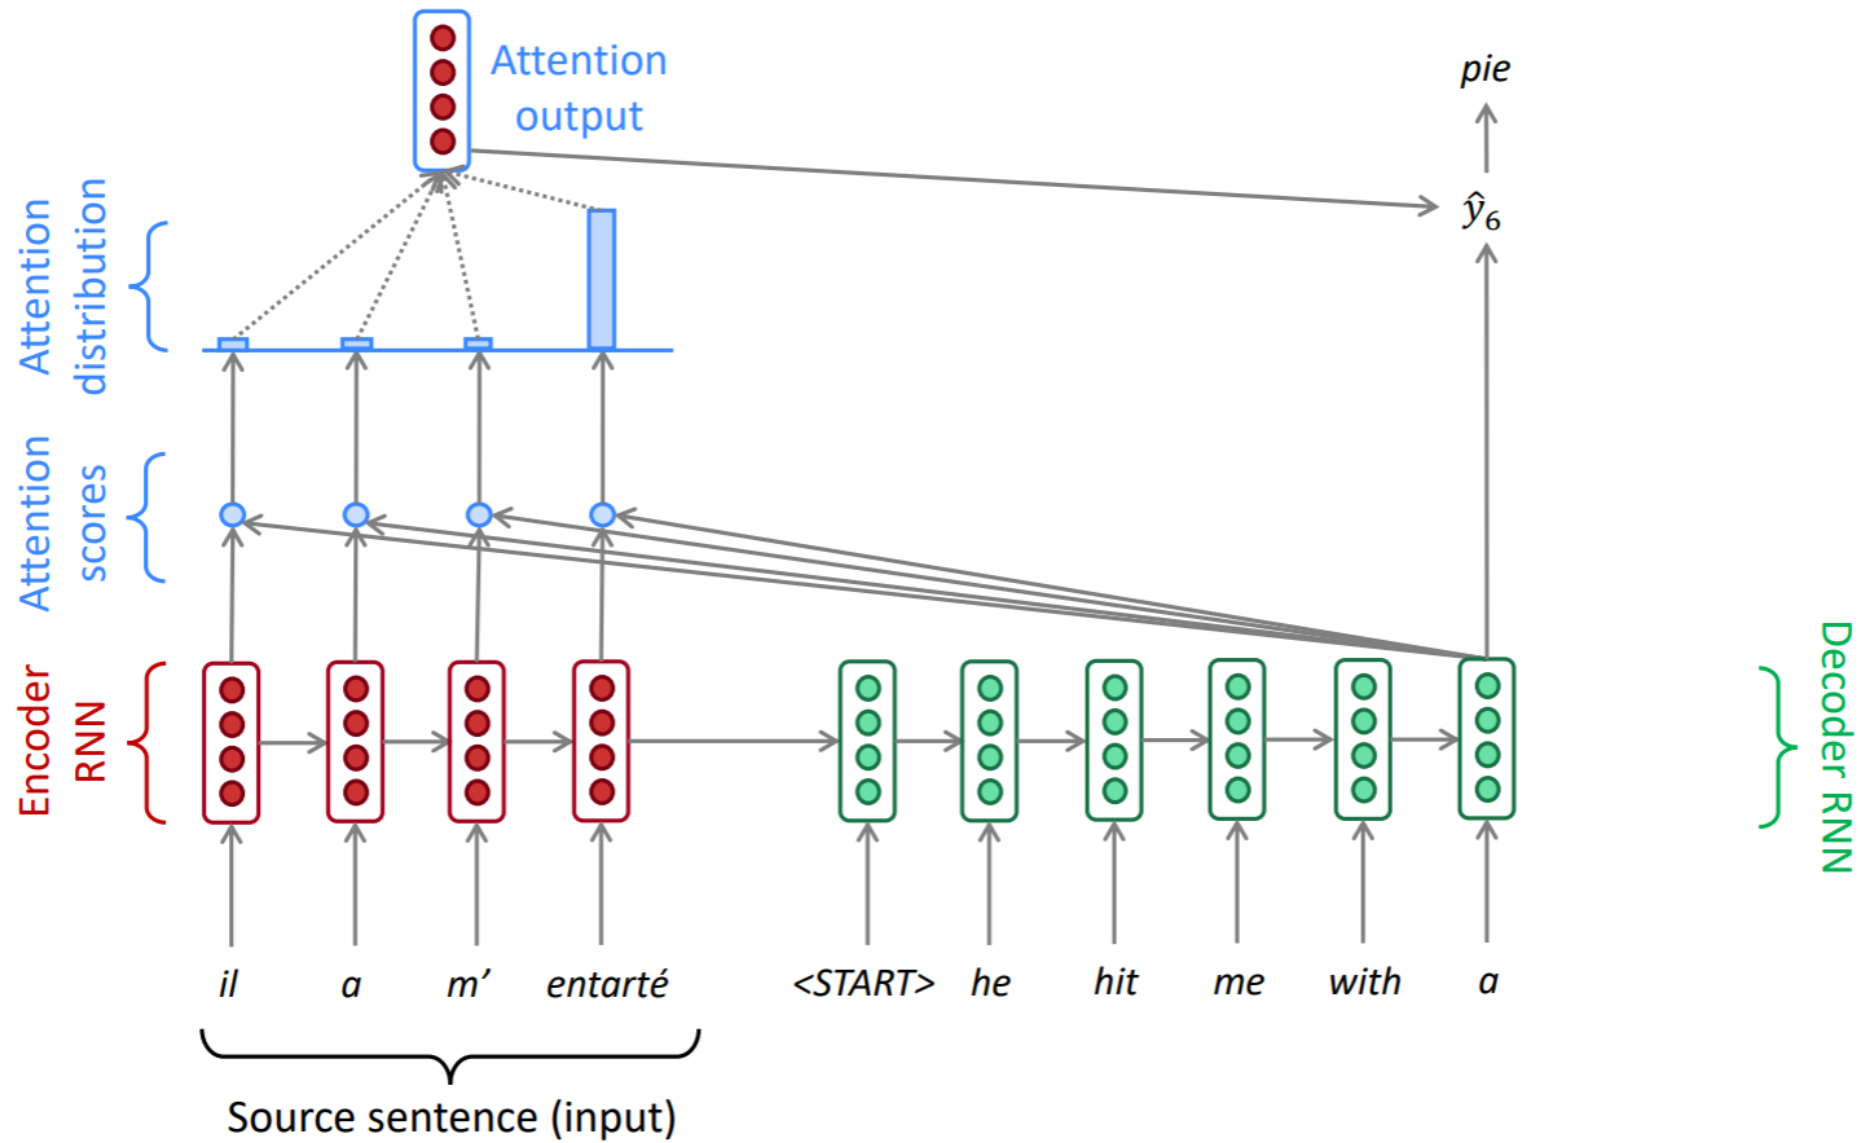 Attention
output
pie
Attention
distribution
ŷ₆
Attention
scores
Encoder
RNN
Decoder RNN
il a m’ entarté <START> he hit me with a
Source sentence (input)